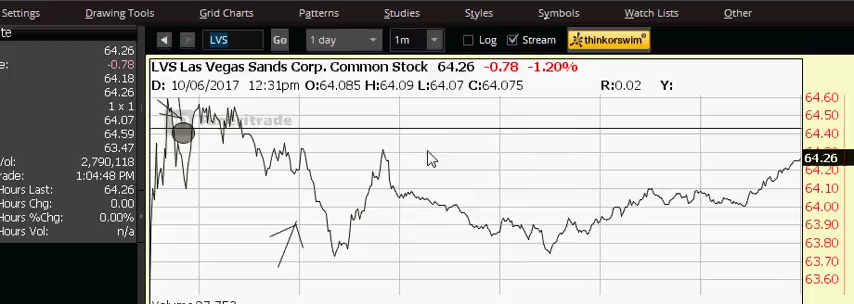 Settings Drawing Tools Grid Charts Patterns Studies Styles Symbols Watch Lists Other
LVS Go 1 day 1m Log Stream thinkorswim
LVS Las Vegas Sands Corp. Common Stock 64.26 -0.78 -1.20%
D: 10/06/2017 12:31pm O:64.085 H:64.09 L:64.07 C:64.075 R:0.02 Y:
te
64.26
e: -0.78
64.18
64.26
1 x 1
64.07
64.59
63.47
ol: 2,790,118
rade: 1:04:48 PM
Hours Last: 64.26
Hours Chg: 0.00
Hours %Chg: 0.00%
Hours Vol: n/a
64.60
64.50
64.40
64.26
64.20
64.10
64.00
63.90
63.80
63.70
63.60